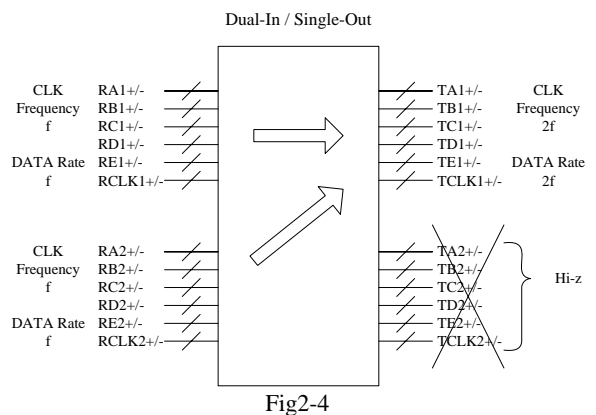 Dual-In / Single-Out
CLK RA1+/- TA1+/- CLK
Frequency RB1+/- TB1+/- Frequency
f RC1+/- TC1+/- 2f
RD1+/- TD1+/-
DATA Rate RE1+/- TE1+/- DATA Rate
f RCLK1+/- TCLK1+/- 2f
CLK RA2+/- TA2+/-
Frequency RB2+/- TB2+/-
f RC2+/- TC2+/- Hi-z
RD2+/- TD2+/-
DATA Rate RE2+/- TE2+/-
f RCLK2+/- TCLK2+/-
Fig2-4